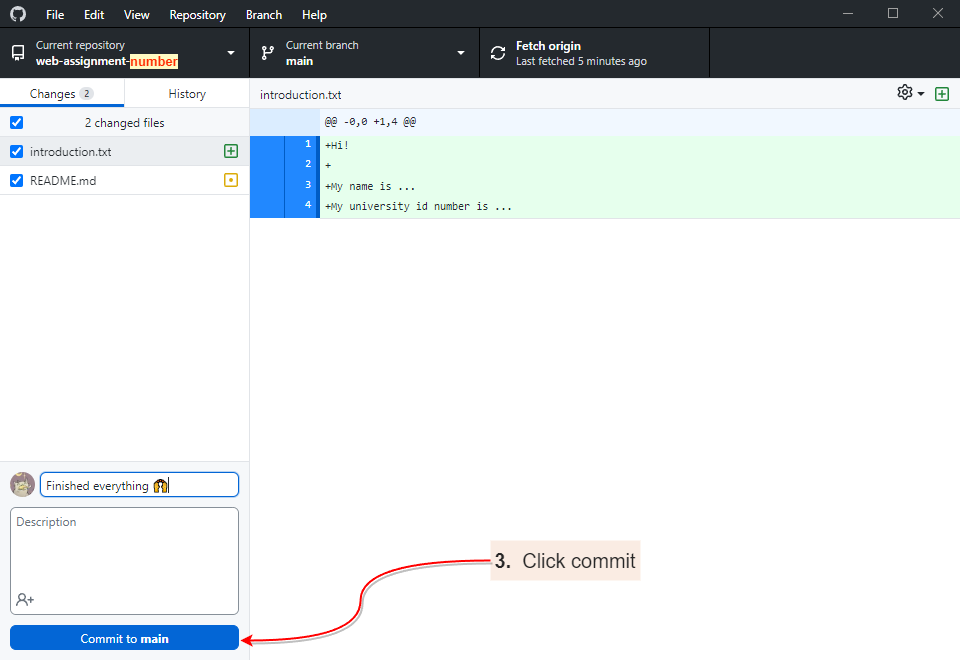 File Edit View Repository Branch Help
Current repository
web-assignment-number
Current branch
main
Fetch origin
Last fetched 5 minutes ago
Changes 2
History
introduction.txt
2 changed files
introduction.txt
README.md
@@ -0,0 +1,4 @@
1 +Hi!
2 +
3 +My name is ...
4 +My university id number is ...
Finished everything 🙌
Description
3. Click commit
Commit to main